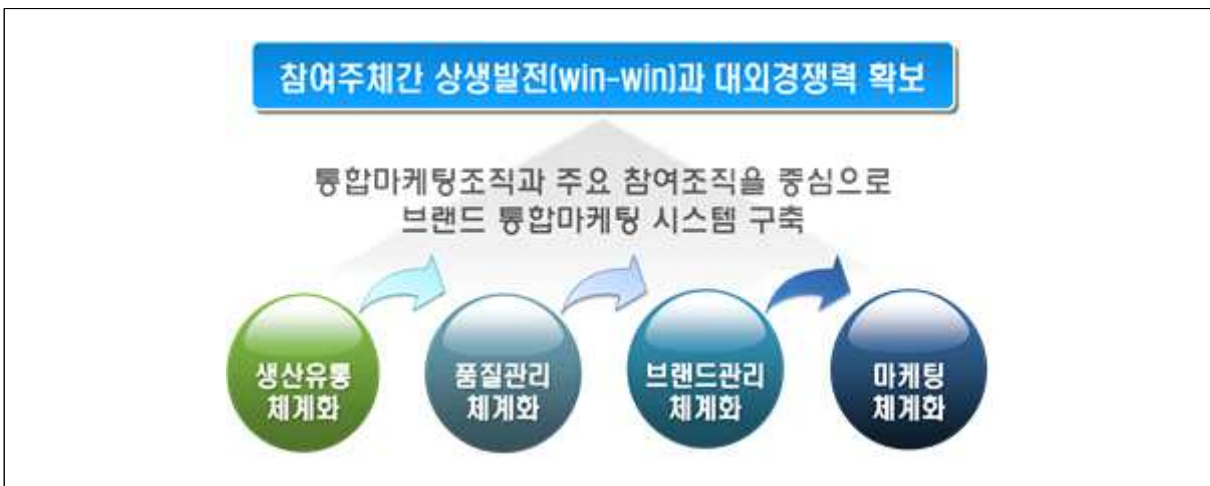 참여주체간 상생발전(win-win)과 대외경쟁력 확보
통합마케팅조직과 주요 참여조직을 중심으로
브랜드 통합마케팅 시스템 구축
생산유통
체계화
품질관리
체계화
브랜드관리
체계화
마케팅
체계화